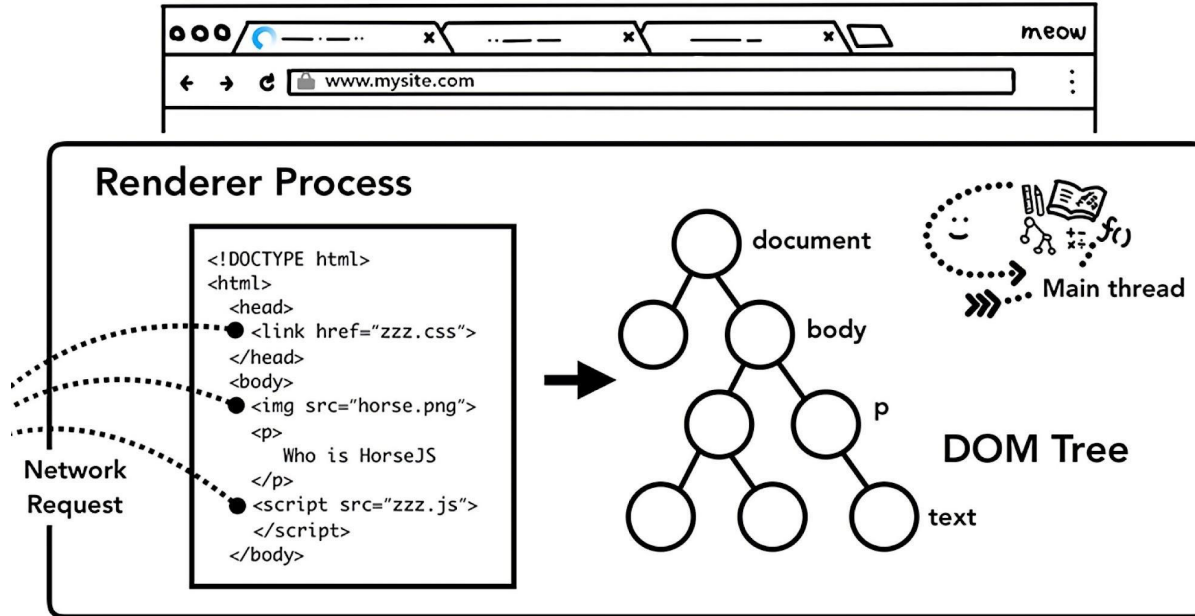 meow
www.mysite.com
Renderer Process
<!DOCTYPE html>
<html>
<head>
<link href="zzz.css">
</head>
<body>
<img src="horse.png">
<p>
Who is HorseJS
</p>
<script src="zzz.js">
</script>
</body>
Network
Request
document
body
p
text
DOM Tree
+-
×÷
f()
Main thread